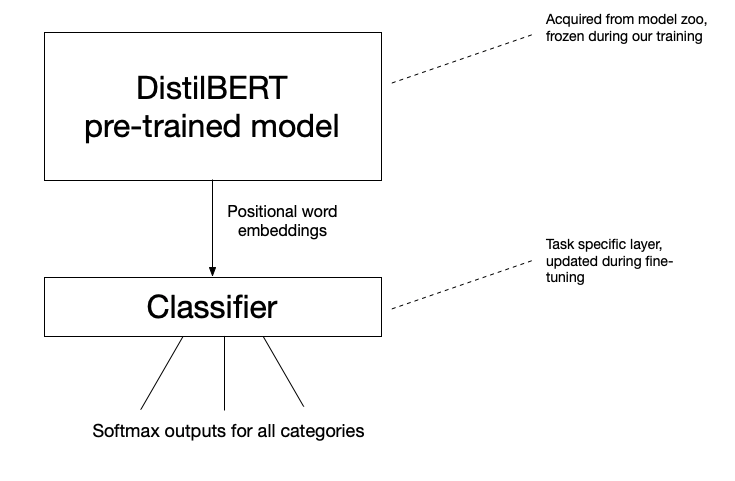 Acquired from model zoo,
frozen during our training
DistilBERT
pre-trained model
Positional word
embeddings
Task specific layer,
updated during fine-
tuning
Classifier
Softmax outputs for all categories